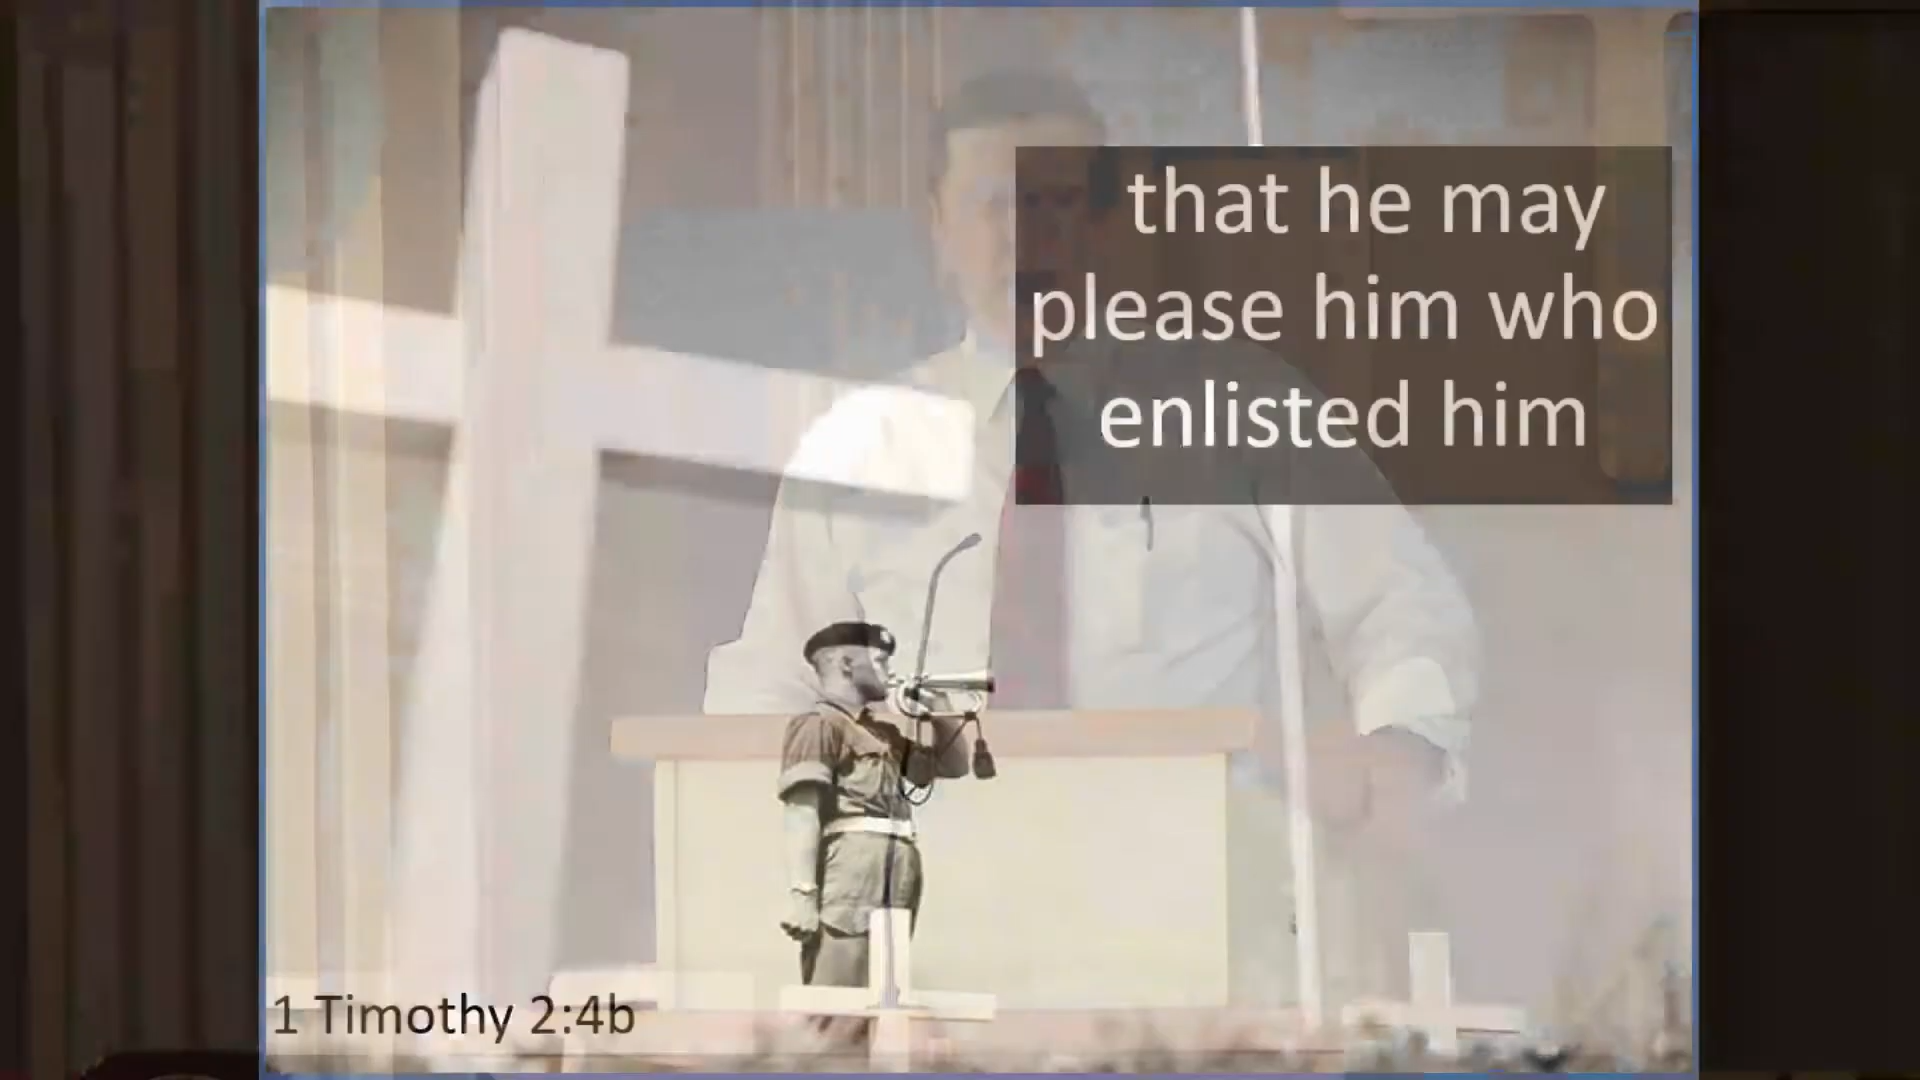 that he may
please him who
enlisted him
1 Timothy 2:4b